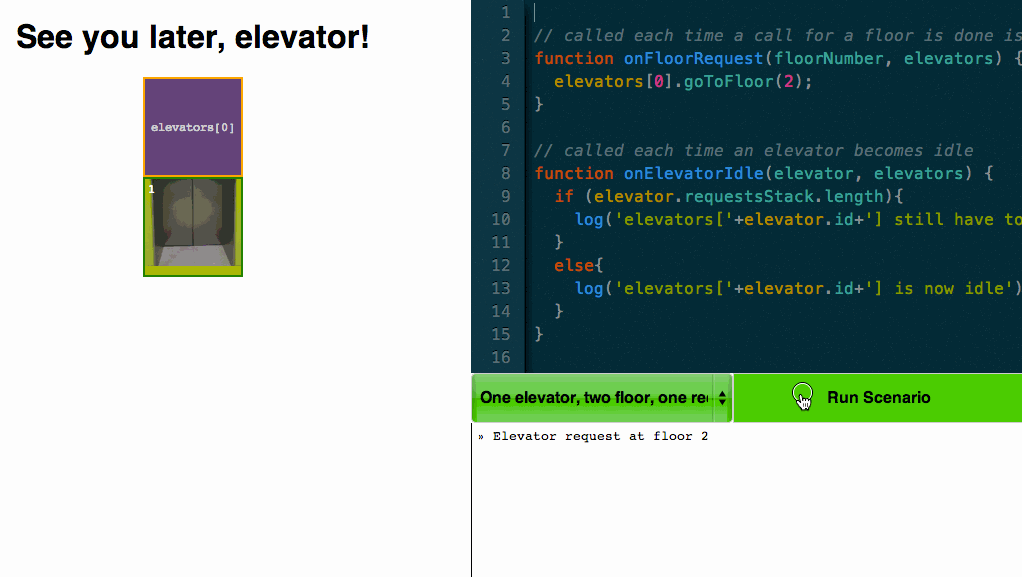 See you later, elevator!
elevators[0]
1
1
2 // called each time a call for a floor is done is
3 function onFloorRequest(floorNumber, elevators) {
4 elevators[0].goToFloor(2);
5 }
6
7 // called each time an elevator becomes idle
8 function onElevatorIdle(elevator, elevators) {
9 if (elevator.requestsStack.length){
10 log('elevators['+elevator.id+'] still have to
11 }
12 else{
13 log('elevators['+elevator.id+'] is now idle')
14 }
15 }
16
One elevator, two floor, one re
Run Scenario
» Elevator request at floor 2